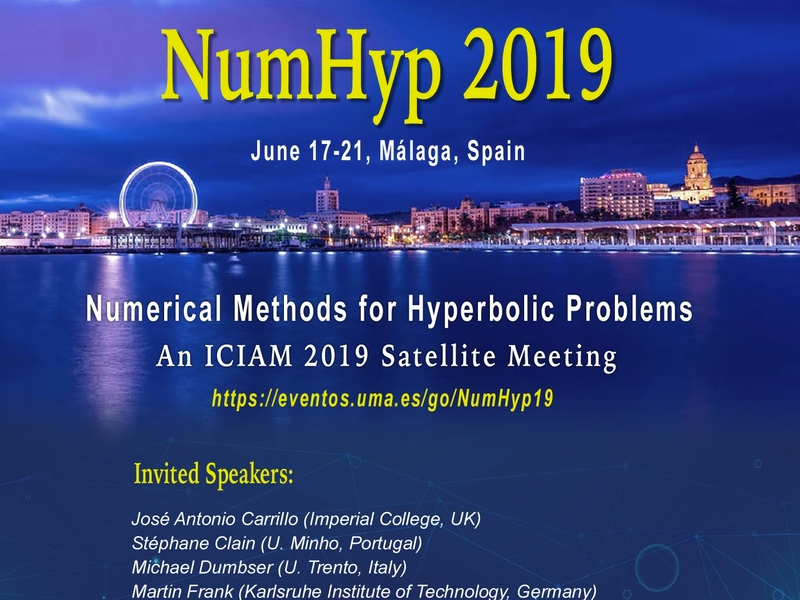 NumHyp 2019
June 17-21, Málaga, Spain
Numerical Methods for Hyperbolic Problems
An ICIAM 2019 Satellite Meeting
https://eventos.uma.es/go/NumHyp19
Invited Speakers:
José Antonio Carrillo (Imperial College, UK)
Stéphane Clain (U. Minho, Portugal)
Michael Dumbser (U. Trento, Italy)
Martin Frank (Karlsruhe Institute of Technology, Germany)